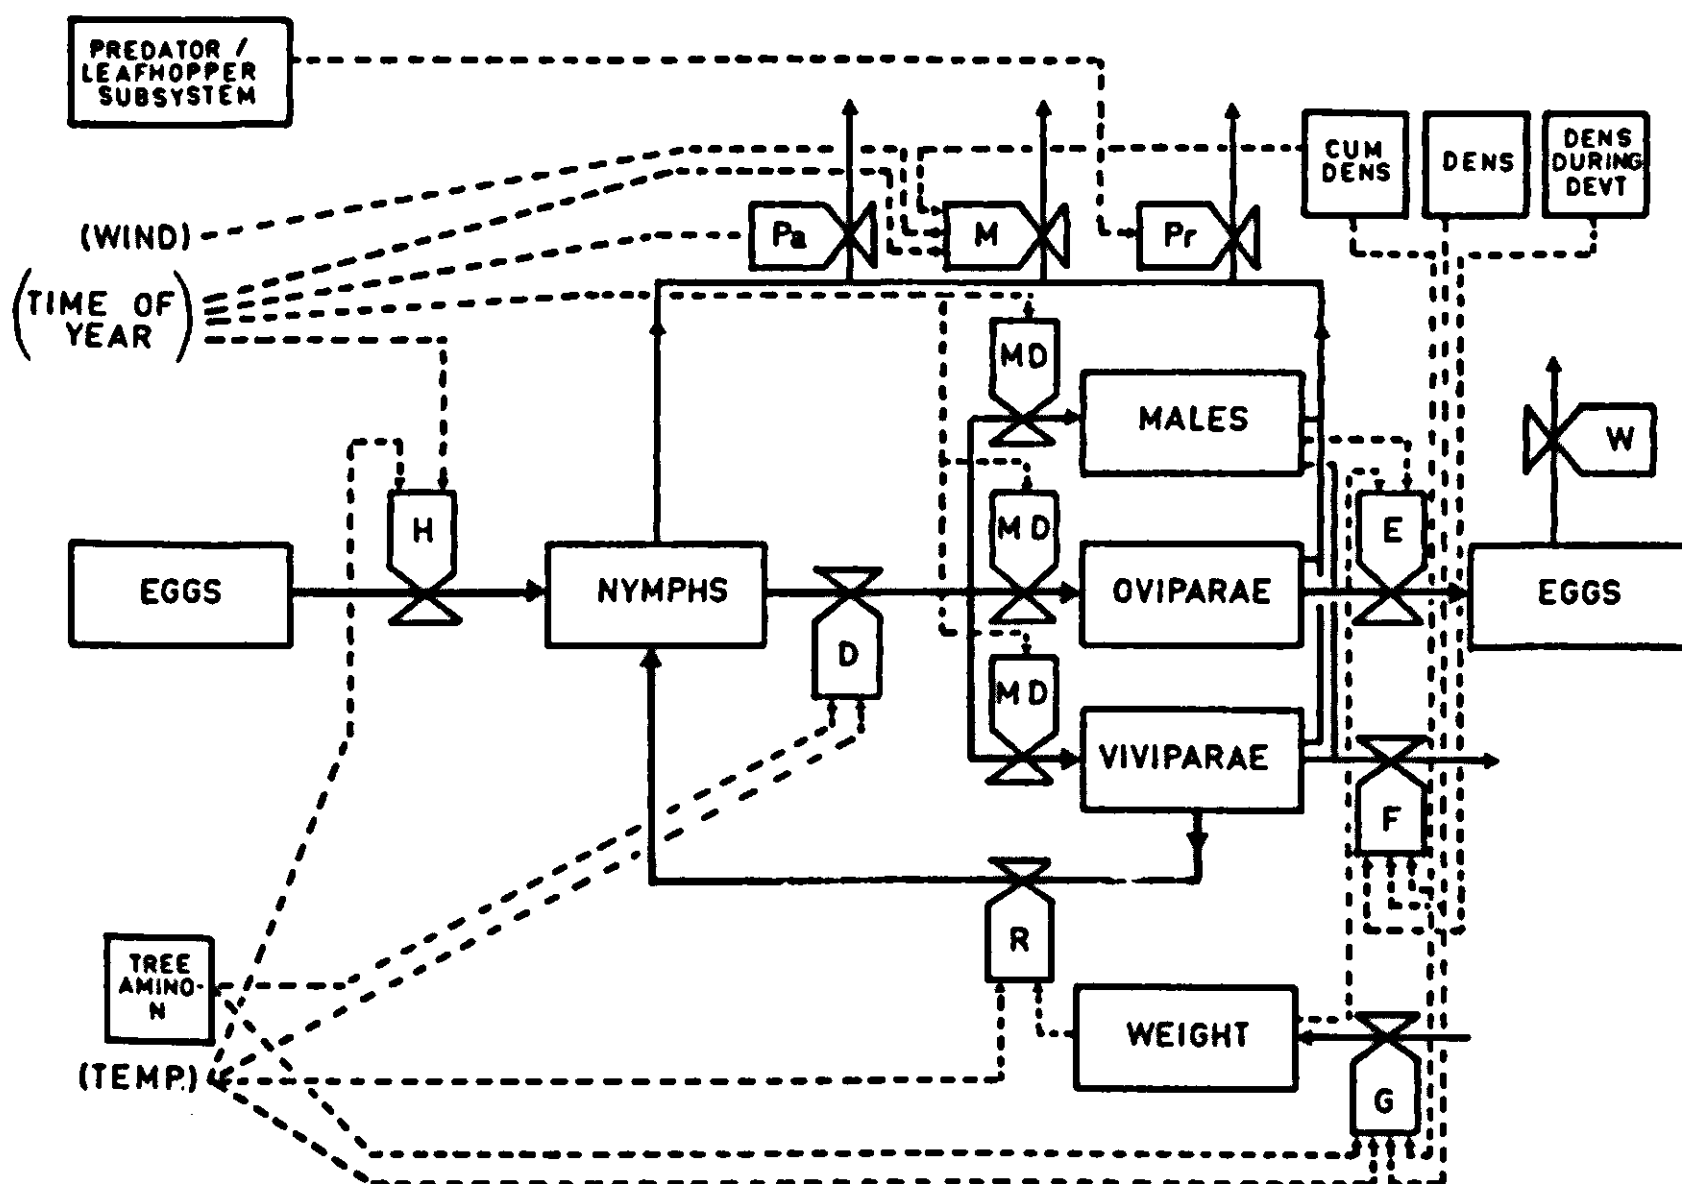 PREDATOR /
LEAFHOPPER
SUBSYSTEM
CUM
DENS
DENS
DENS
DURING
DEVT
(WIND)
Pa
M
Pr
(TIME OF
YEAR)
MD
MALES
W
H
MD
E
EGGS
NYMPHS
OVIPARAE
EGGS
D
MD
VIVIPARAE
F
R
TREE
AMINO-
N
WEIGHT
(TEMP.)
G